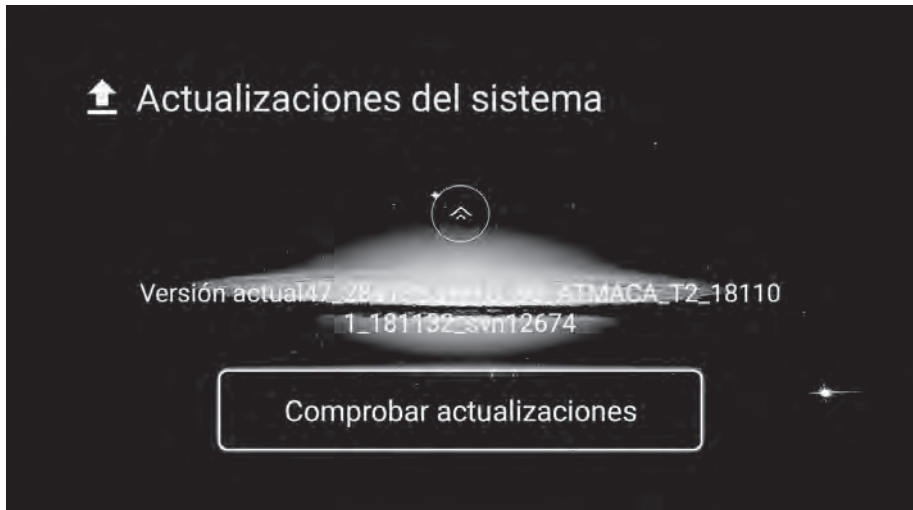 Actualizaciones del sistema
Versión actual47_28 ATMACA_T2_18110
1_181132_svn12674
Comprobar actualizaciones